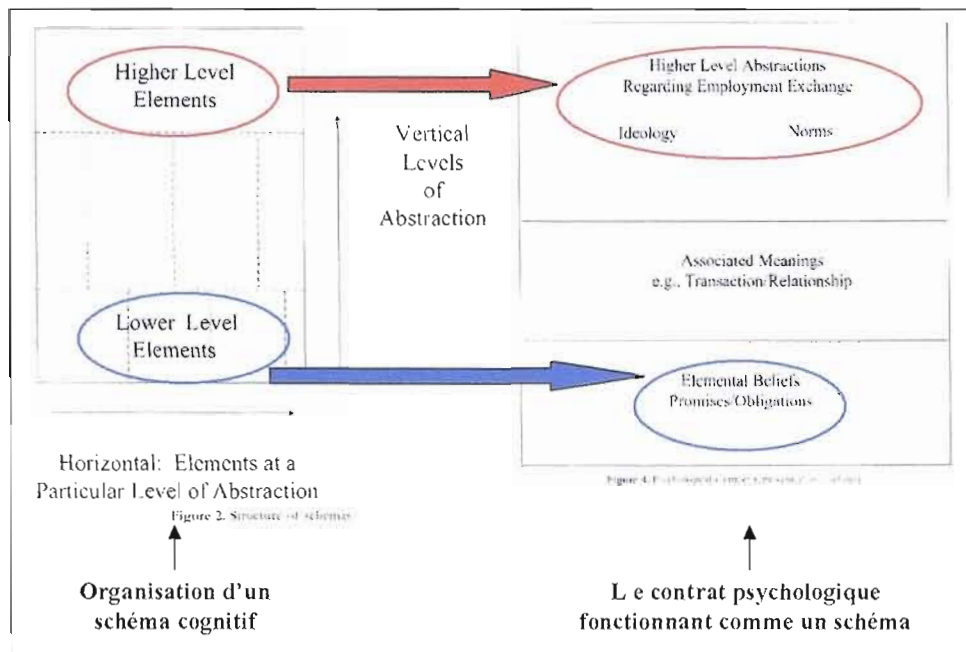 Higher Level
Elements
Vertical
Levels
of
Abstraction
Lower Level
Elements
Horizontal: Elements at a
Particular Level of Abstraction
Figure 2. Structure of schemas
Higher Level Abstractions
Regarding Employment Exchange
Ideology Norms
Associated Meanings
e.g., Transaction/Relationship
Elemental Beliefs
Promises/Obligations
Figure 4.
Organisation d'un
schéma cognitif
L e contrat psychologique
fonctionnant comme un schéma